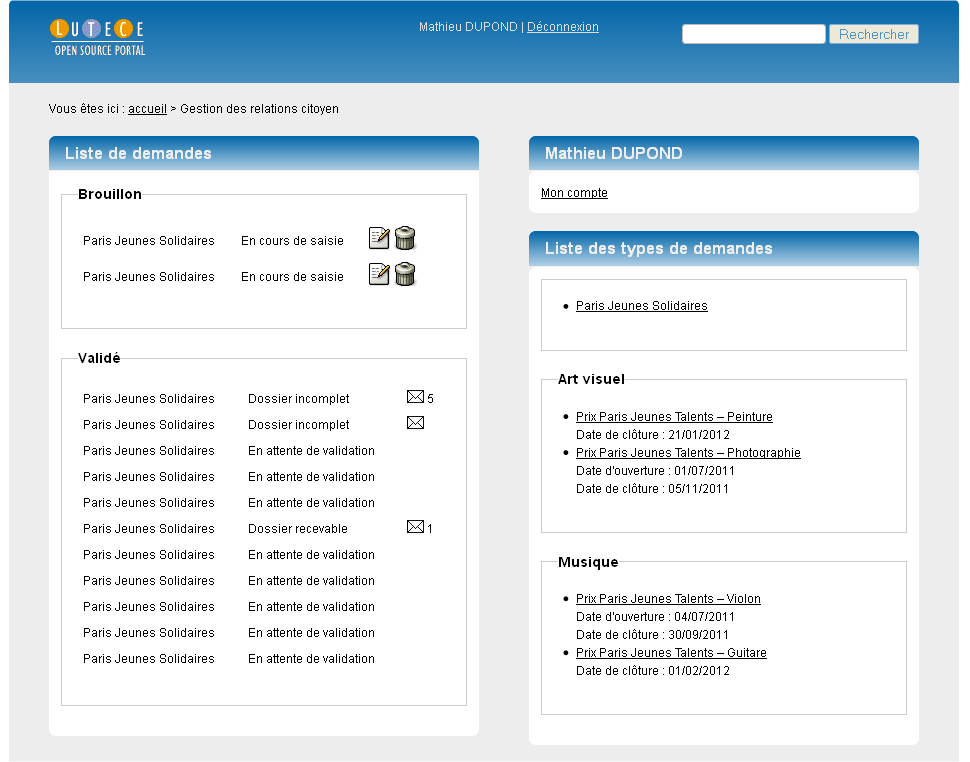 LUTECE
OPEN SOURCE PORTAL
Mathieu DUPOND | Déconnexion
Rechercher
Vous êtes ici : accueil > Gestion des relations citoyen
Liste de demandes
Brouillon
Paris Jeunes Solidaires En cours de saisie
Paris Jeunes Solidaires En cours de saisie
Validé
Paris Jeunes Solidaires Dossier incomplet 5
Paris Jeunes Solidaires Dossier incomplet
Paris Jeunes Solidaires En attente de validation
Paris Jeunes Solidaires En attente de validation
Paris Jeunes Solidaires En attente de validation
Paris Jeunes Solidaires Dossier recevable 1
Paris Jeunes Solidaires En attente de validation
Paris Jeunes Solidaires En attente de validation
Paris Jeunes Solidaires En attente de validation
Paris Jeunes Solidaires En attente de validation
Paris Jeunes Solidaires En attente de validation
Mathieu DUPOND
Mon compte
Liste des types de demandes
• Paris Jeunes Solidaires
Art visuel
• Prix Paris Jeunes Talents – Peinture
Date de clôture : 21/01/2012
• Prix Paris Jeunes Talents – Photographie
Date d'ouverture : 01/07/2011
Date de clôture : 05/11/2011
Musique
• Prix Paris Jeunes Talents – Violon
Date d'ouverture : 04/07/2011
Date de clôture : 30/09/2011
• Prix Paris Jeunes Talents – Guitare
Date de clôture : 01/02/2012